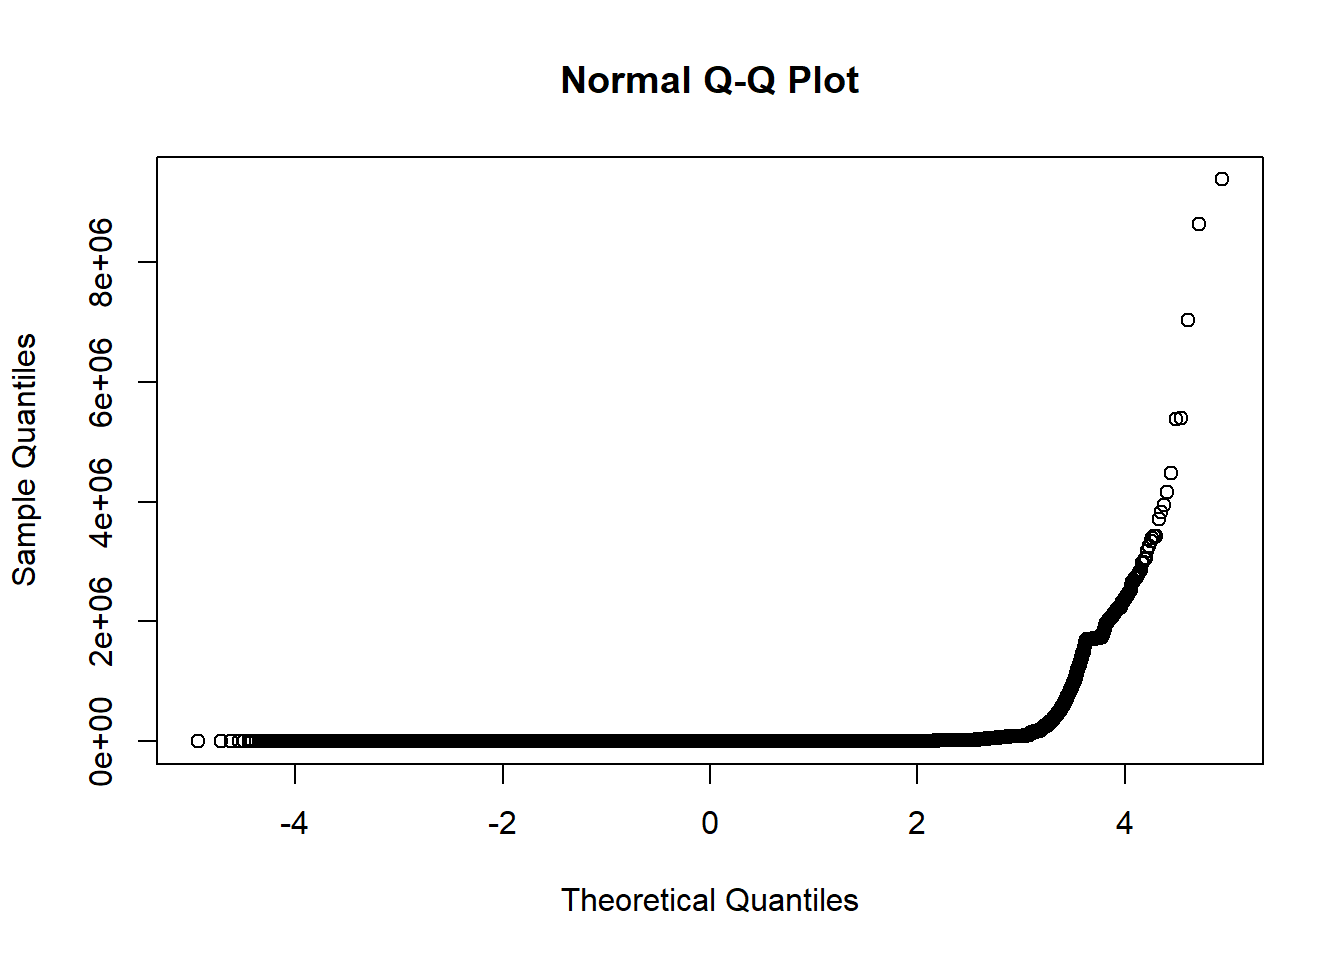 Normal Q-Q Plot
Sample Quantiles
8e+06
6e+06
4e+06
2e+06
0e+00
-4 -2 0 2 4
Theoretical Quantiles